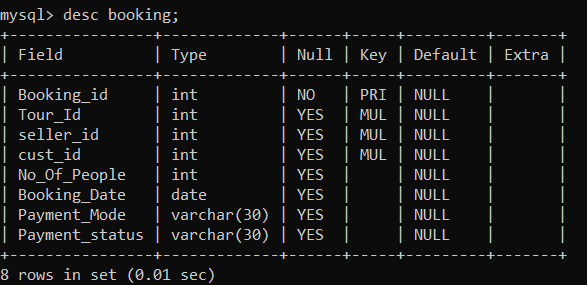 mysql> desc booking;
+----------------+-------------+------+-----+---------+-------+
| Field          | Type        | Null | Key | Default | Extra |
+----------------+-------------+------+-----+---------+-------+
| Booking_id     | int         | NO   | PRI | NULL    |       |
| Tour_Id        | int         | YES  | MUL | NULL    |       |
| seller_id      | int         | YES  | MUL | NULL    |       |
| cust_id        | int         | YES  | MUL | NULL    |       |
| No_Of_People   | int         | YES  |     | NULL    |       |
| Booking_Date   | date        | YES  |     | NULL    |       |
| Payment_Mode   | varchar(30) | YES  |     | NULL    |       |
| Payment_status | varchar(30) | YES  |     | NULL    |       |
+----------------+-------------+------+-----+---------+-------+
8 rows in set (0.01 sec)